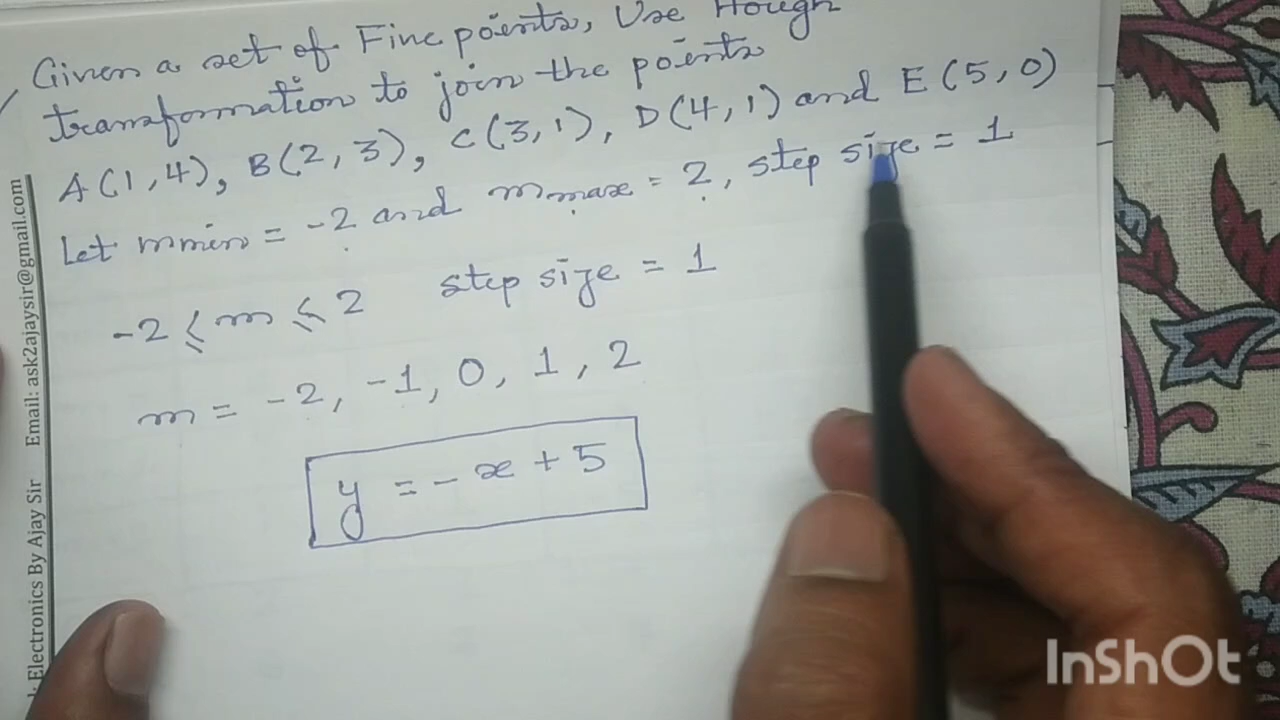 Given a set of Five points, Use Hough
transformation to join the points
A(1,4), B(2,3), C(3,1), D(4,1) and E(5,0)
Let mmin = -2 and mmax = 2, step size = 1
-2 ≤ m ≤ 2 step size = 1
m = -2, -1, 0, 1, 2
y = -x + 5
Electronics By Ajay Sir Email: ask2ajaysir@gmail.com
InShOt